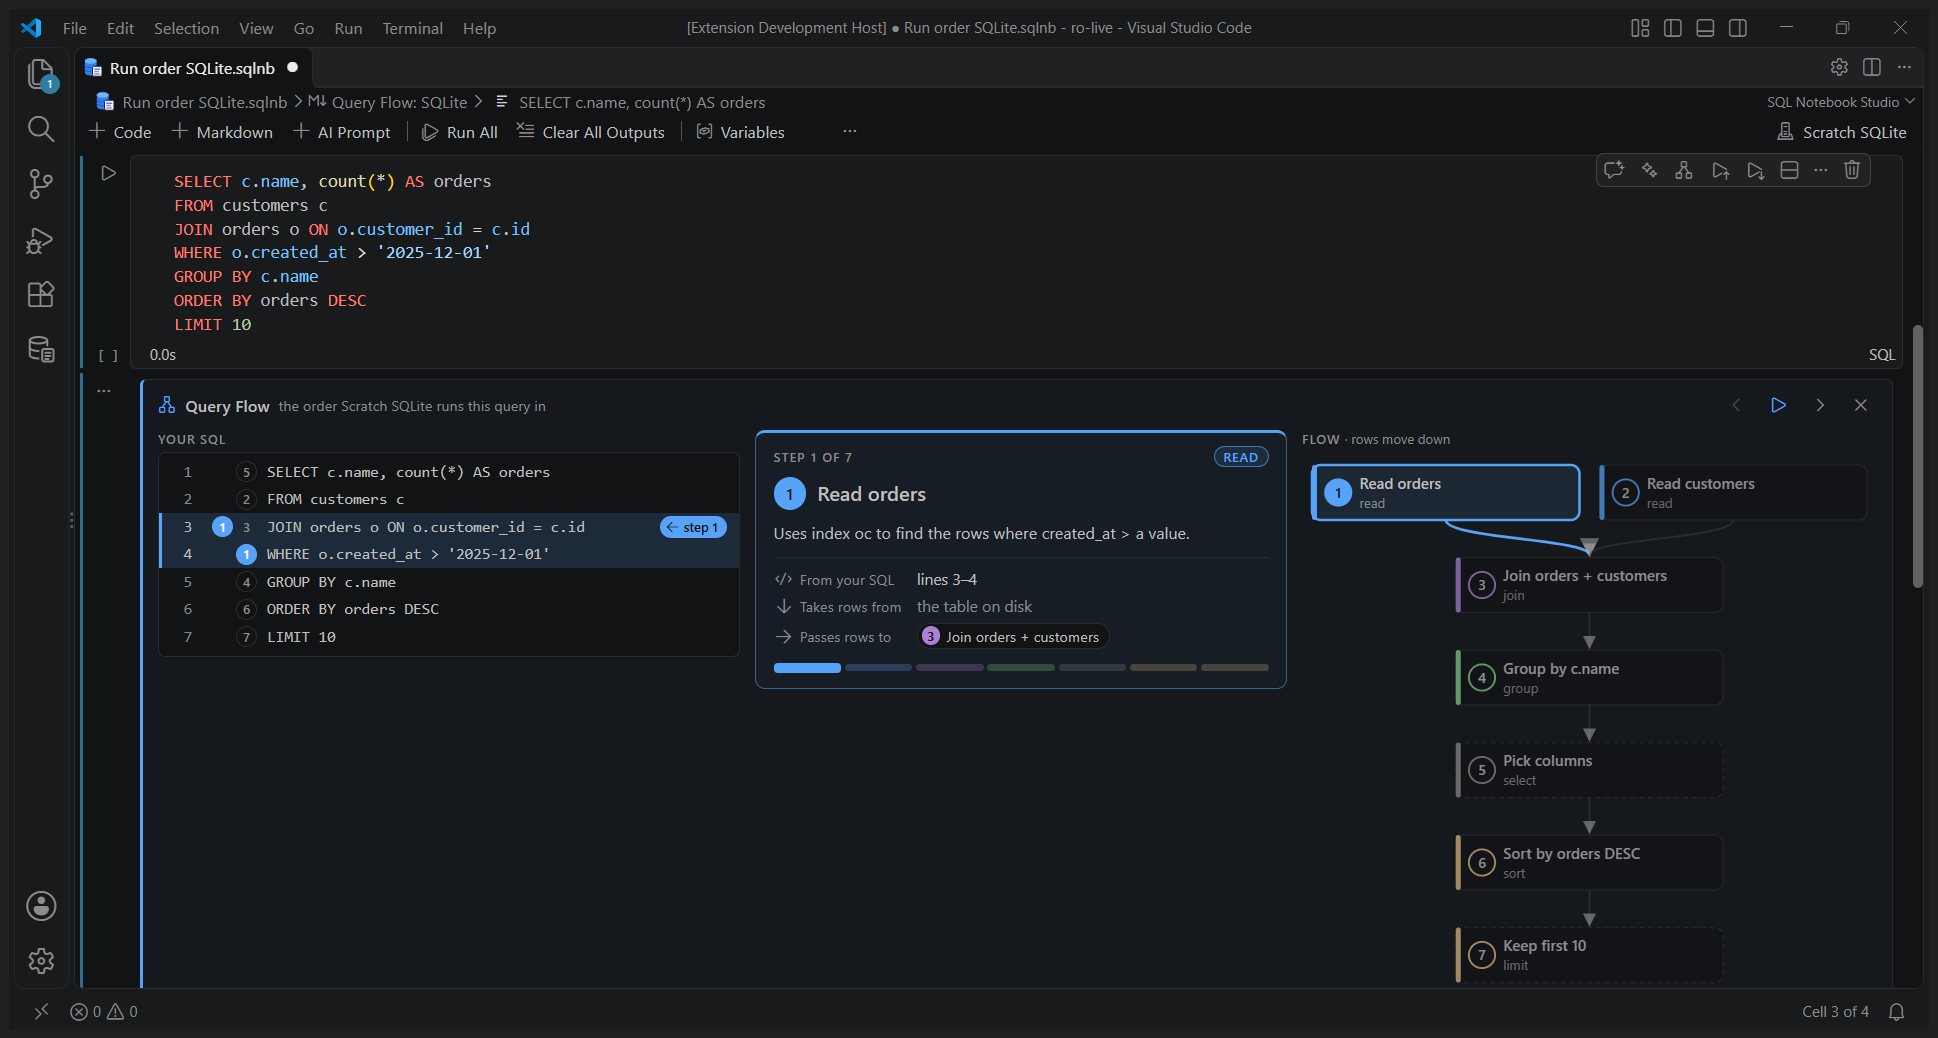 File Edit Selection View Go Run Terminal Help
[Extension Development Host] ● Run order SQLite.sqlnb - ro-live - Visual Studio Code
1
Run order SQLite.sqlnb ●
Run order SQLite.sqlnb > M↓ Query Flow: SQLite > SELECT c.name, count(*) AS orders
SQL Notebook Studio
+ Code + Markdown + AI Prompt Run All Clear All Outputs Variables ...
Scratch SQLite
SELECT c.name, count(*) AS orders
FROM customers c
JOIN orders o ON o.customer_id = c.id
WHERE o.created_at > '2025-12-01'
GROUP BY c.name
ORDER BY orders DESC
LIMIT 10
[ ] 0.0s
SQL
Query Flow the order Scratch SQLite runs this query in
YOUR SQL
1 5 SELECT c.name, count(*) AS orders
2 2 FROM customers c
3 1 3 JOIN orders o ON o.customer_id = c.id ← step 1
4 1 WHERE o.created_at > '2025-12-01'
5 4 GROUP BY c.name
6 6 ORDER BY orders DESC
7 7 LIMIT 10
STEP 1 OF 7 READ
1 Read orders
Uses index oc to find the rows where created_at > a value.
</> From your SQL lines 3–4
↓ Takes rows from the table on disk
→ Passes rows to 3 Join orders + customers
FLOW · rows move down
1 Read orders
read
2 Read customers
read
3 Join orders + customers
join
4 Group by c.name
group
5 Pick columns
select
6 Sort by orders DESC
sort
7 Keep first 10
limit
0 0
Cell 3 of 4